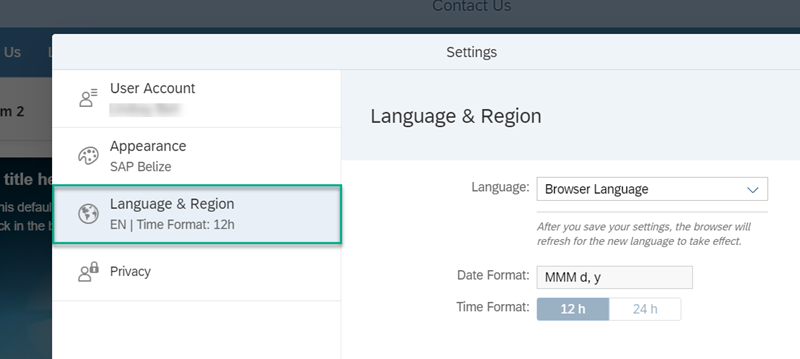 Contact Us
Us
Settings
User Account
Appearance
SAP Belize
Language & Region
EN | Time Format: 12h
Privacy
Language & Region
Language: Browser Language
After you save your settings, the browser will
refresh for the new language to take effect.
Date Format: MMM d, y
Time Format: 12 h 24 h
m 2
title he
his defaul
ck in the b